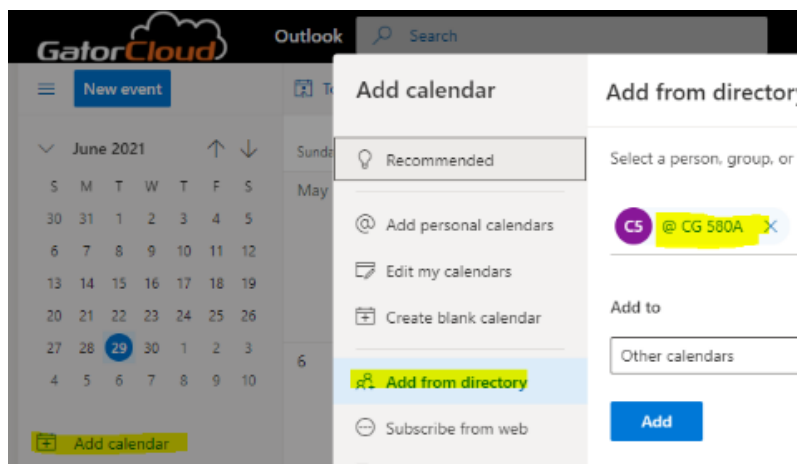 GatorCloud
Outlook
Search
New event
June 2021
S M T W T F S
30 31 1 2 3 4 5
6 7 8 9 10 11 12
13 14 15 16 17 18 19
20 21 22 23 24 25 26
27 28 29 30 1 2 3
4 5 6 7 8 9 10
Add calendar
Sunda
May
6
Add calendar
Recommended
Add personal calendars
Edit my calendars
Create blank calendar
Add from directory
Subscribe from web
Add from directory
Select a person, group, or
CS @ CG 580A
Add to
Other calendars
Add